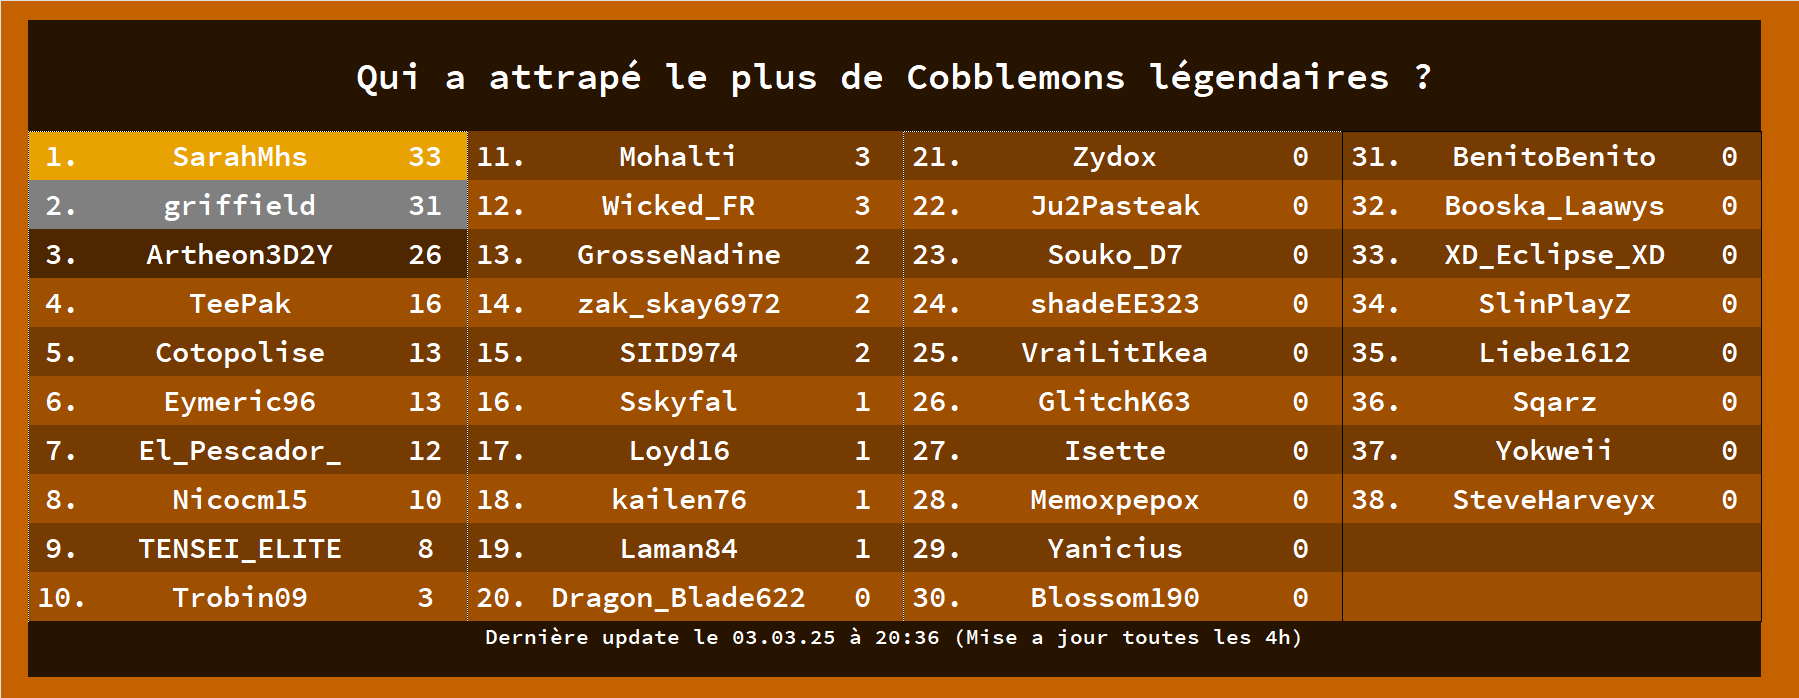 Qui a attrapé le plus de Cobblemons légendaires ?
1. SarahMhs 33
2. griffield 31
3. Artheon3D2Y 26
4. TeePak 16
5. Cotopolise 13
6. Eymeric96 13
7. El_Pescador_ 12
8. Nicocm15 10
9. TENSEI_ELITE 8
10. Trobin09 3
11. Mohalti 3
12. Wicked_FR 3
13. GrosseNadine 2
14. zak_skay6972 2
15. SIID974 2
16. Sskyfal 1
17. Loyd16 1
18. kailen76 1
19. Laman84 1
20. Dragon_Blade622 0
21. Zydox 0
22. Ju2Pasteak 0
23. Souko_D7 0
24. shadeEE323 0
25. VraiLitIkea 0
26. GlitchK63 0
27. Isette 0
28. Memoxpepox 0
29. Yanicius 0
30. Blossom190 0
31. BenitoBenito 0
32. Booska_Laawys 0
33. XD_Eclipse_XD 0
34. SlinPlayZ 0
35. Liebe1612 0
36. Sqarz 0
37. Yokweii 0
38. SteveHarveyx 0
Dernière update le 03.03.25 à 20:36 (Mise a jour toutes les 4h)